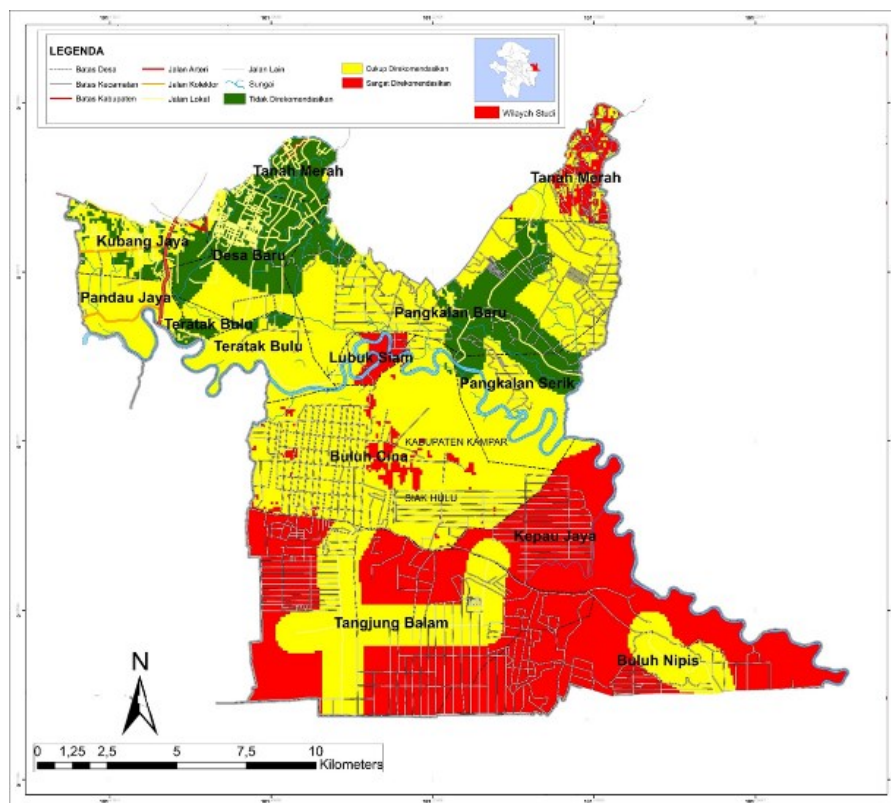 LEGENDA
Batas Desa
Batas Kecamatan
Batas Kabupaten
Jalan Arteri
Jalan Kolektor
Jalan Lokal
Jalan Lain
Sungai
Tidak Direkomendasikan
Cukup Direkomendasikan
Sangat Direkomendasikan
Wilayah Studi
Tanah Merah
Tanah Merah
Kubang Jaya
Desa Baru
Pandau Jaya
Pangkalan Baru
Teratak Bulu
Teratak Bulu
Lubuk Siam
Pangkalan Serik
KABUPATEN KAMPAR
Buluh Cina
SIAK HULU
Kepau Jaya
Tangjung Balam
Buluh Nipis
N
0 1,25 2,5 5 7,5 10
Kilometers